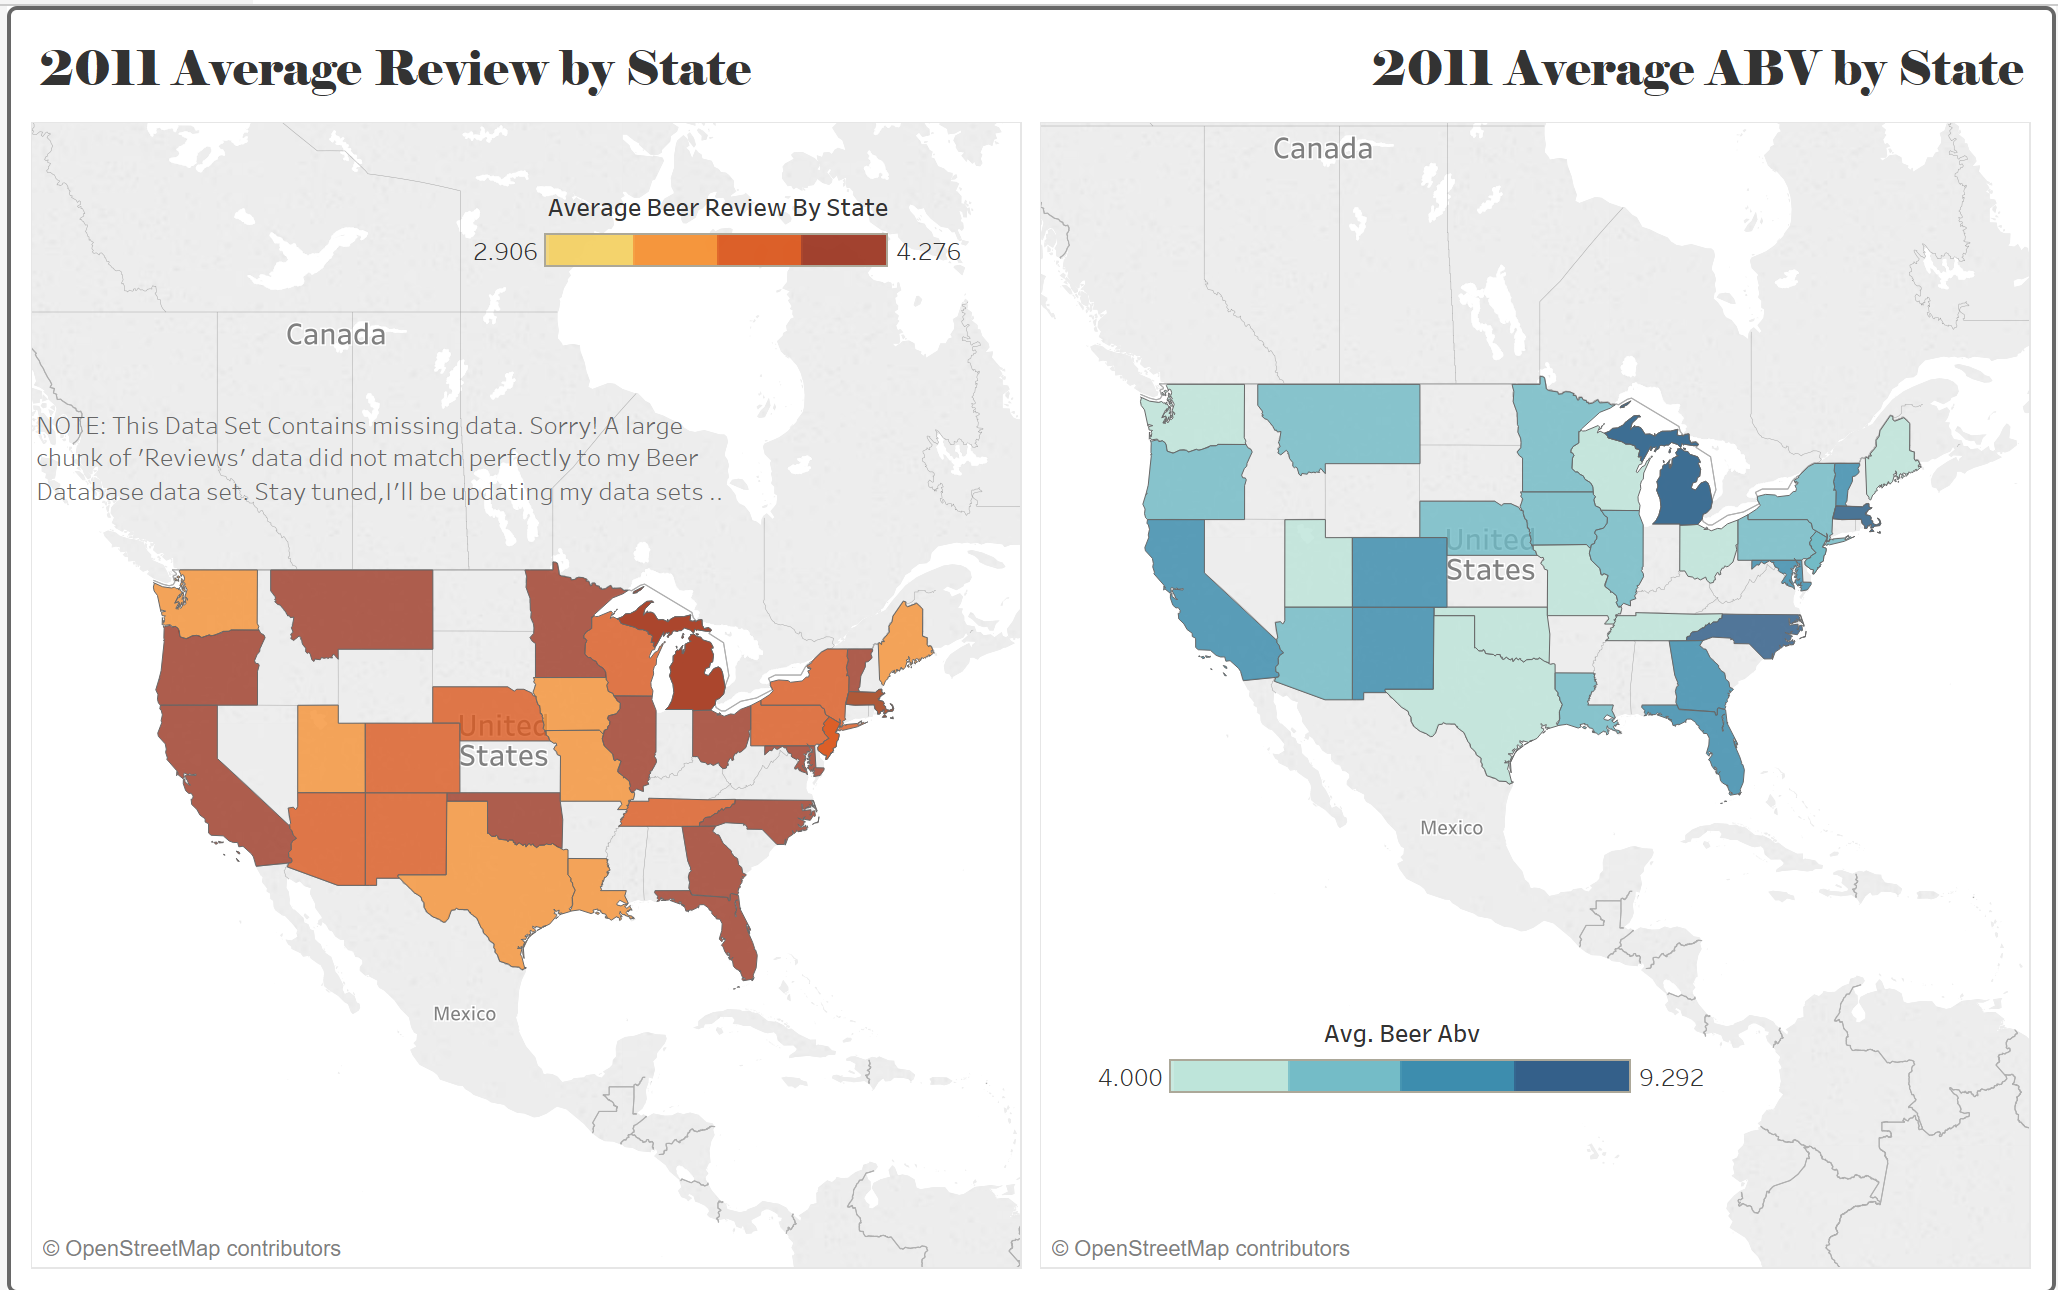 2011 Average Review by State
2011 Average ABV by State
Average Beer Review By State
2.906
4.276
Canada
NOTE: This Data Set Contains missing data. Sorry! A large
chunk of 'Reviews' data did not match perfectly to my Beer
Database data set. Stay tuned,I'll be updating my data sets ..
United
States
Mexico
© OpenStreetMap contributors
Canada
United
States
Mexico
Avg. Beer Abv
4.000
9.292
© OpenStreetMap contributors